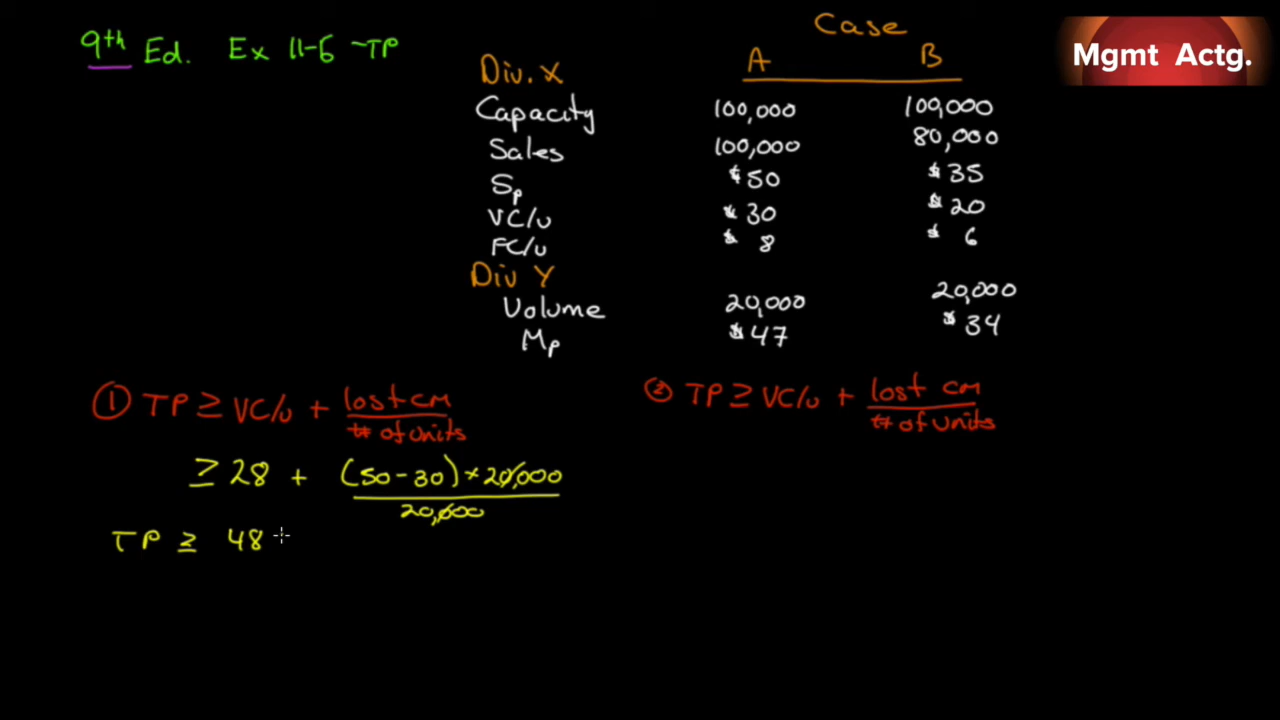 9th Ed. Ex 11-5 -TP
Case
Mgmt Actg.
Div. X A B
Capacity 100,000 100,000
Sales 100,000 80,000
Sp $50 $35
VC/u $30 $20
FC/u $ 8 $ 6
Div Y
Volume 20,000 20,000
Mp $47 $34
① TP ≥ VC/u + lost CM / # of units
② TP ≥ VC/u + lost CM / # of units
≥ 28 + (50-30) × 20,000 / 20,000
TP ≥ 48